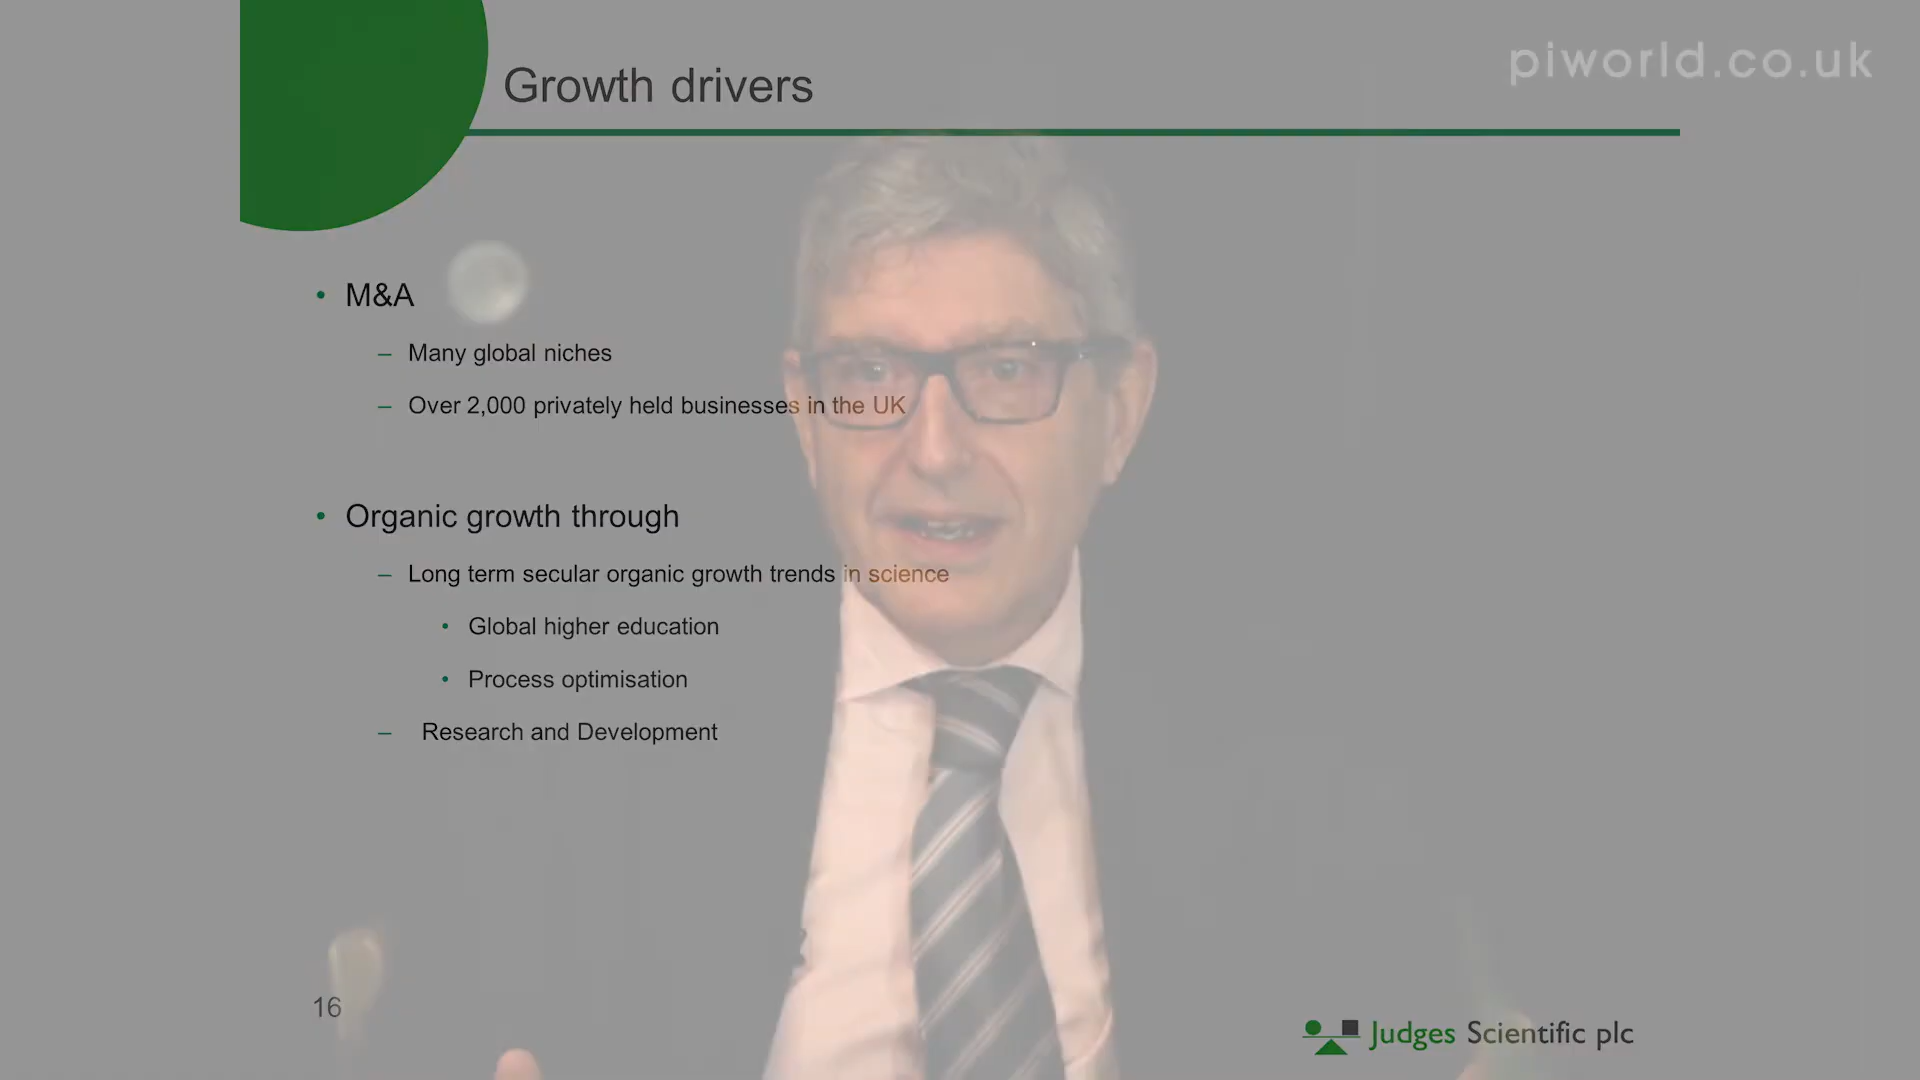 piworld.co.uk
Growth drivers
• M&A
– Many global niches
– Over 2,000 privately held businesses in the UK
• Organic growth through
– Long term secular organic growth trends in science
• Global higher education
• Process optimisation
– Research and Development
16
Judges Scientific plc